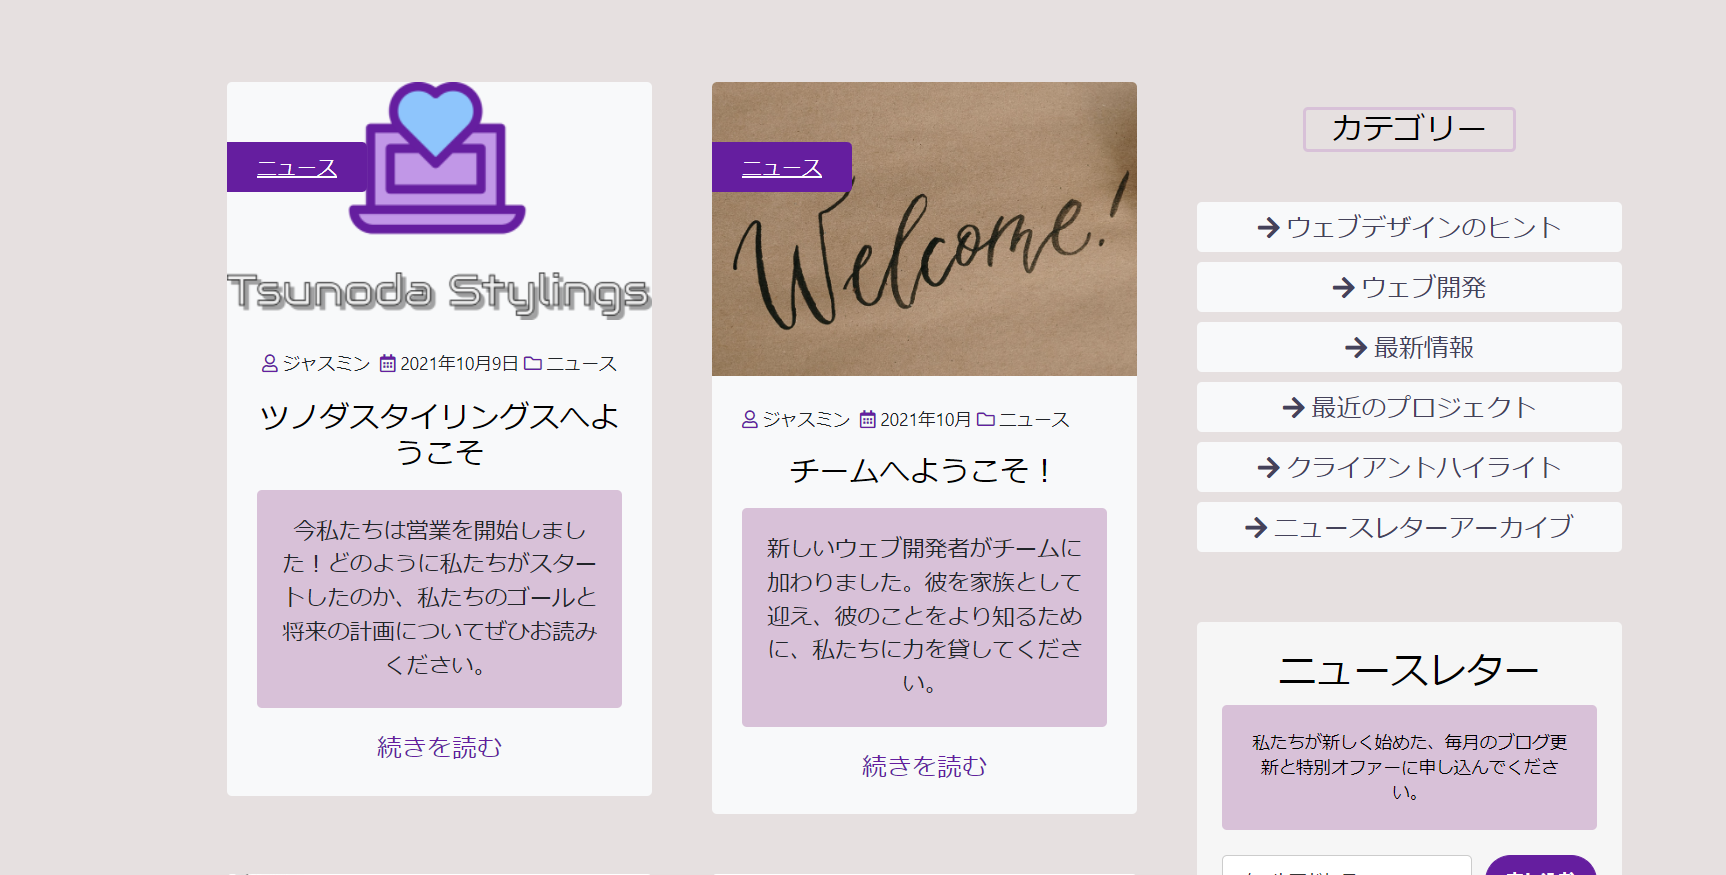 ニュース
Tsunoda Stylings
ジャスミン 2021年10月9日 ニュース
ツノダスタイリングスへよ
うこそ
今私たちは営業を開始しまし
た！どのように私たちがスター
トしたのか、私たちのゴールと
将来の計画についてぜひお読み
ください。
続きを読む
ニュース
Welcome!
ジャスミン 2021年10月 ニュース
チームへようこそ！
新しいウェブ開発者がチームに
加わりました。彼を家族として
迎え、彼のことをより知るため
に、私たちに力を貸してくださ
い。
続きを読む
カテゴリー
ウェブデザインのヒント
ウェブ開発
最新情報
最近のプロジェクト
クライアントハイライト
ニュースレターアーカイブ
ニュースレター
私たちが新しく始めた、毎月のブログ更
新と特別オファーに申し込んでくださ
い。